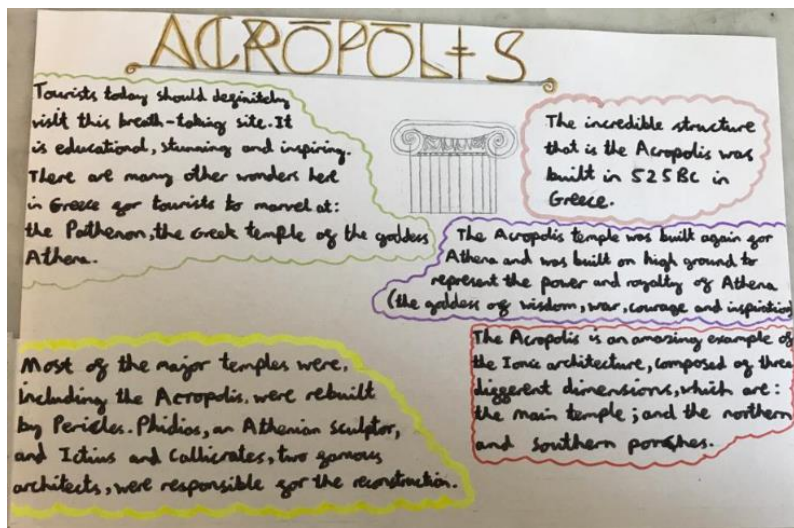 ACROPOLIS
Tourists today should definitely
visit this breath-taking site. It
is educational, stunning and inspiring.
There are many other wonders here
in Greece for tourists to marvel at:
the Pathenon, the Greek temple of the goddess
Athena.
The incredible structure
that is the Acropolis was
built in 525 BC in
Greece.
The Acropolis temple was built again for
Athena and was built on high ground to
represent the power and royalty of Athena
(the goddess of wisdom, war, courage and inspiration)
Most of the major temples were,
including the Acropolis, were rebuilt
by Pericles. Phidias, an Athenian sculptor,
and Ictius and Callicrates, two famous
architects, were responsible for the reconstruction.
The Acropolis is an amazing example of
the Ionic architecture, composed of three
different dimensions, which are:
the main temple; and the northern
and southern porches.